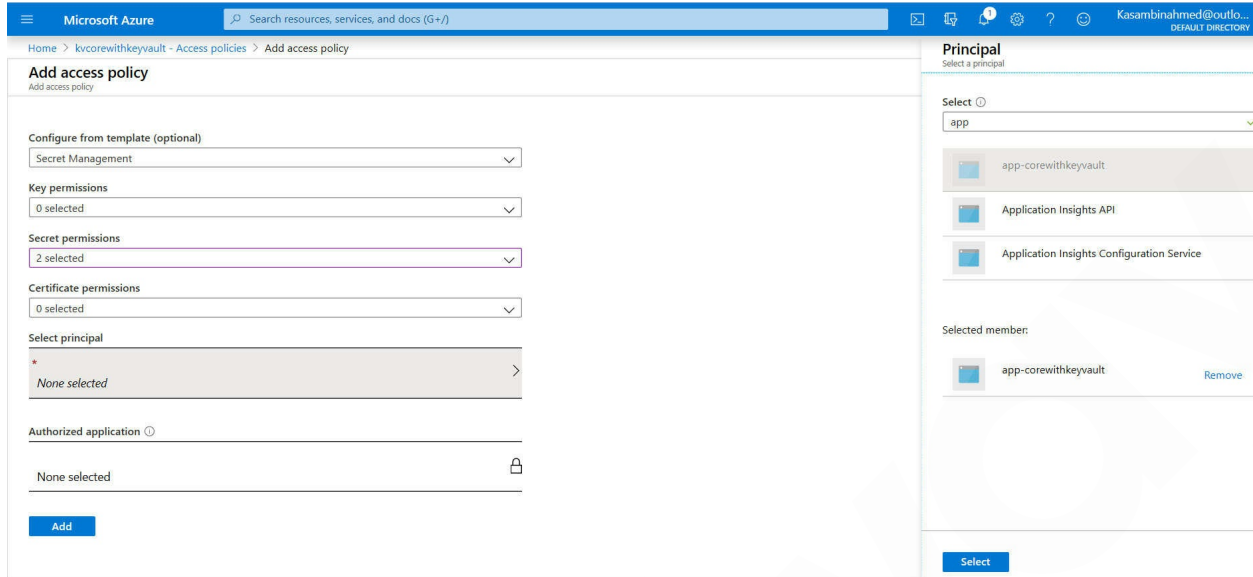 Microsoft Azure
Search resources, services, and docs (G+/)
1
Kasambinahmed@outlo...
DEFAULT DIRECTORY
Home > kvcorewithkeyvault - Access policies > Add access policy
Add access policy
Add access policy
Configure from template (optional)
Secret Management
Key permissions
0 selected
Secret permissions
2 selected
Certificate permissions
0 selected
Select principal
*
None selected
Authorized application
None selected
Add
Principal
Select a principal
Select
app
app-corewithkeyvault
Application Insights API
Application Insights Configuration Service
Selected member:
app-corewithkeyvault
Remove
Select